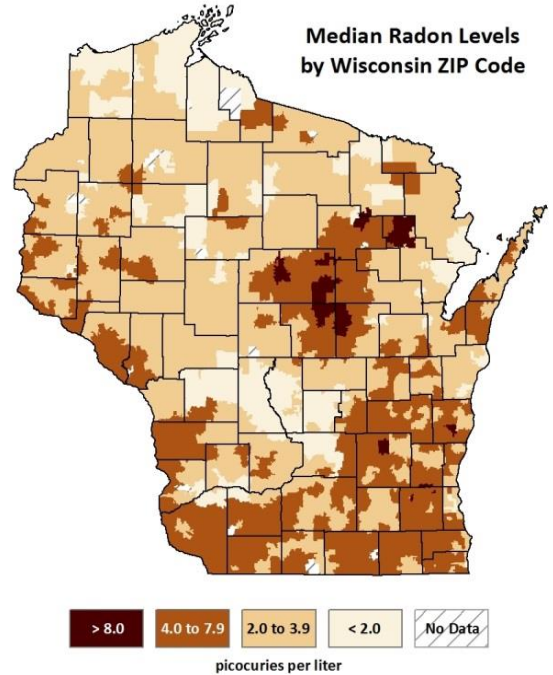 Median Radon Levels
by Wisconsin ZIP Code
> 8.0
4.0 to 7.9
2.0 to 3.9
< 2.0
No Data
picocuries per liter